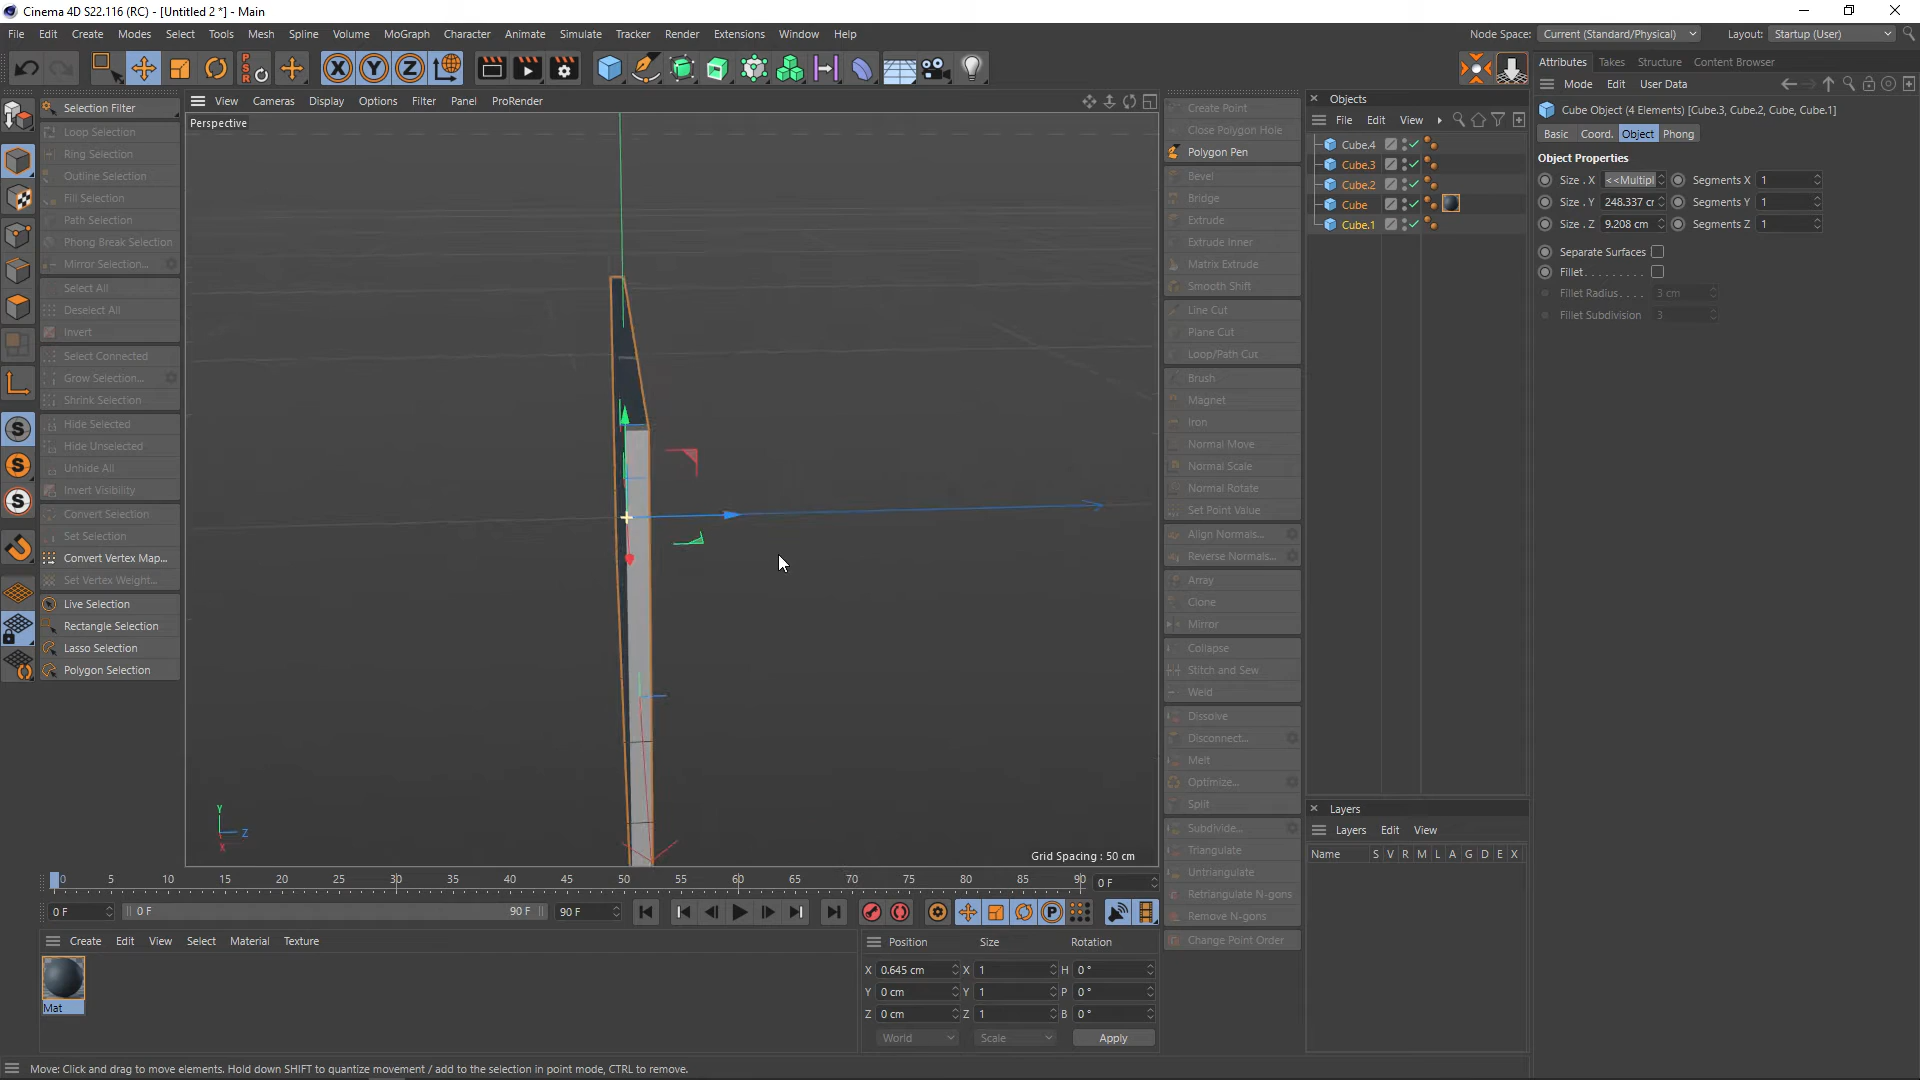 Cinema 4D S22.116 (RC) - [Untitled 2 *] - Main
File Edit Create Modes Select Tools Mesh Spline Volume MoGraph Character Animate Simulate Tracker Render Extensions Window Help
Node Space: Current (Standard/Physical) Layout: Startup (User)
P S R X Y Z
View Cameras Display Options Filter Panel ProRender
Perspective
Grid Spacing : 50 cm
Y Z X
Selection Filter
Loop Selection
Ring Selection
Outline Selection
Fill Selection
Path Selection
Phong Break Selection
Mirror Selection...
Select All
Deselect All
Invert
Select Connected
Grow Selection...
Shrink Selection
Hide Selected
Hide Unselected
Unhide All
Invert Visibility
Convert Selection
Set Selection
Convert Vertex Map...
Set Vertex Weight...
Live Selection
Rectangle Selection
Lasso Selection
Polygon Selection
S
S
S
Create Point
Close Polygon Hole
Polygon Pen
Bevel
Bridge
Extrude
Extrude Inner
Matrix Extrude
Smooth Shift
Line Cut
Plane Cut
Loop/Path Cut
Brush
Magnet
Iron
Normal Move
Normal Scale
Normal Rotate
Set Point Value
Align Normals...
Reverse Normals...
Array
Clone
Mirror
Collapse
Stitch and Sew
Weld
Dissolve
Disconnect...
Melt
Optimize...
Split
Subdivide...
Triangulate
Untriangulate
Retriangulate N-gons
Remove N-gons
Change Point Order
Objects
File Edit View
Cube.4
Cube.3
Cube.2
Cube
Cube.1
Layers
Layers Edit View
Name S V R M L A G D E X
Attributes Takes Structure Content Browser
Mode Edit User Data
Cube Object (4 Elements) [Cube.3, Cube.2, Cube, Cube.1]
Basic Coord. Object Phong
Object Properties
Size . X <<Multipl Segments X 1
Size . Y 248.337 cr Segments Y 1
Size . Z 9.208 cm Segments Z 1
Separate Surfaces
Fillet . . . . . . . . .
Fillet Radius . . . . 3 cm
Fillet Subdivision 3
0 5 10 15 20 25 30 35 40 45 50 55 60 65 70 75 80 85 90 0 F
0 F 0 F 90 F 90 F
P
Create Edit View Select Material Texture
Mat
Position Size Rotation
X 0.645 cm X 1 H 0 °
Y 0 cm Y 1 P 0 °
Z 0 cm Z 1 B 0 °
World Scale Apply
Move: Click and drag to move elements. Hold down SHIFT to quantize movement / add to the selection in point mode, CTRL to remove.